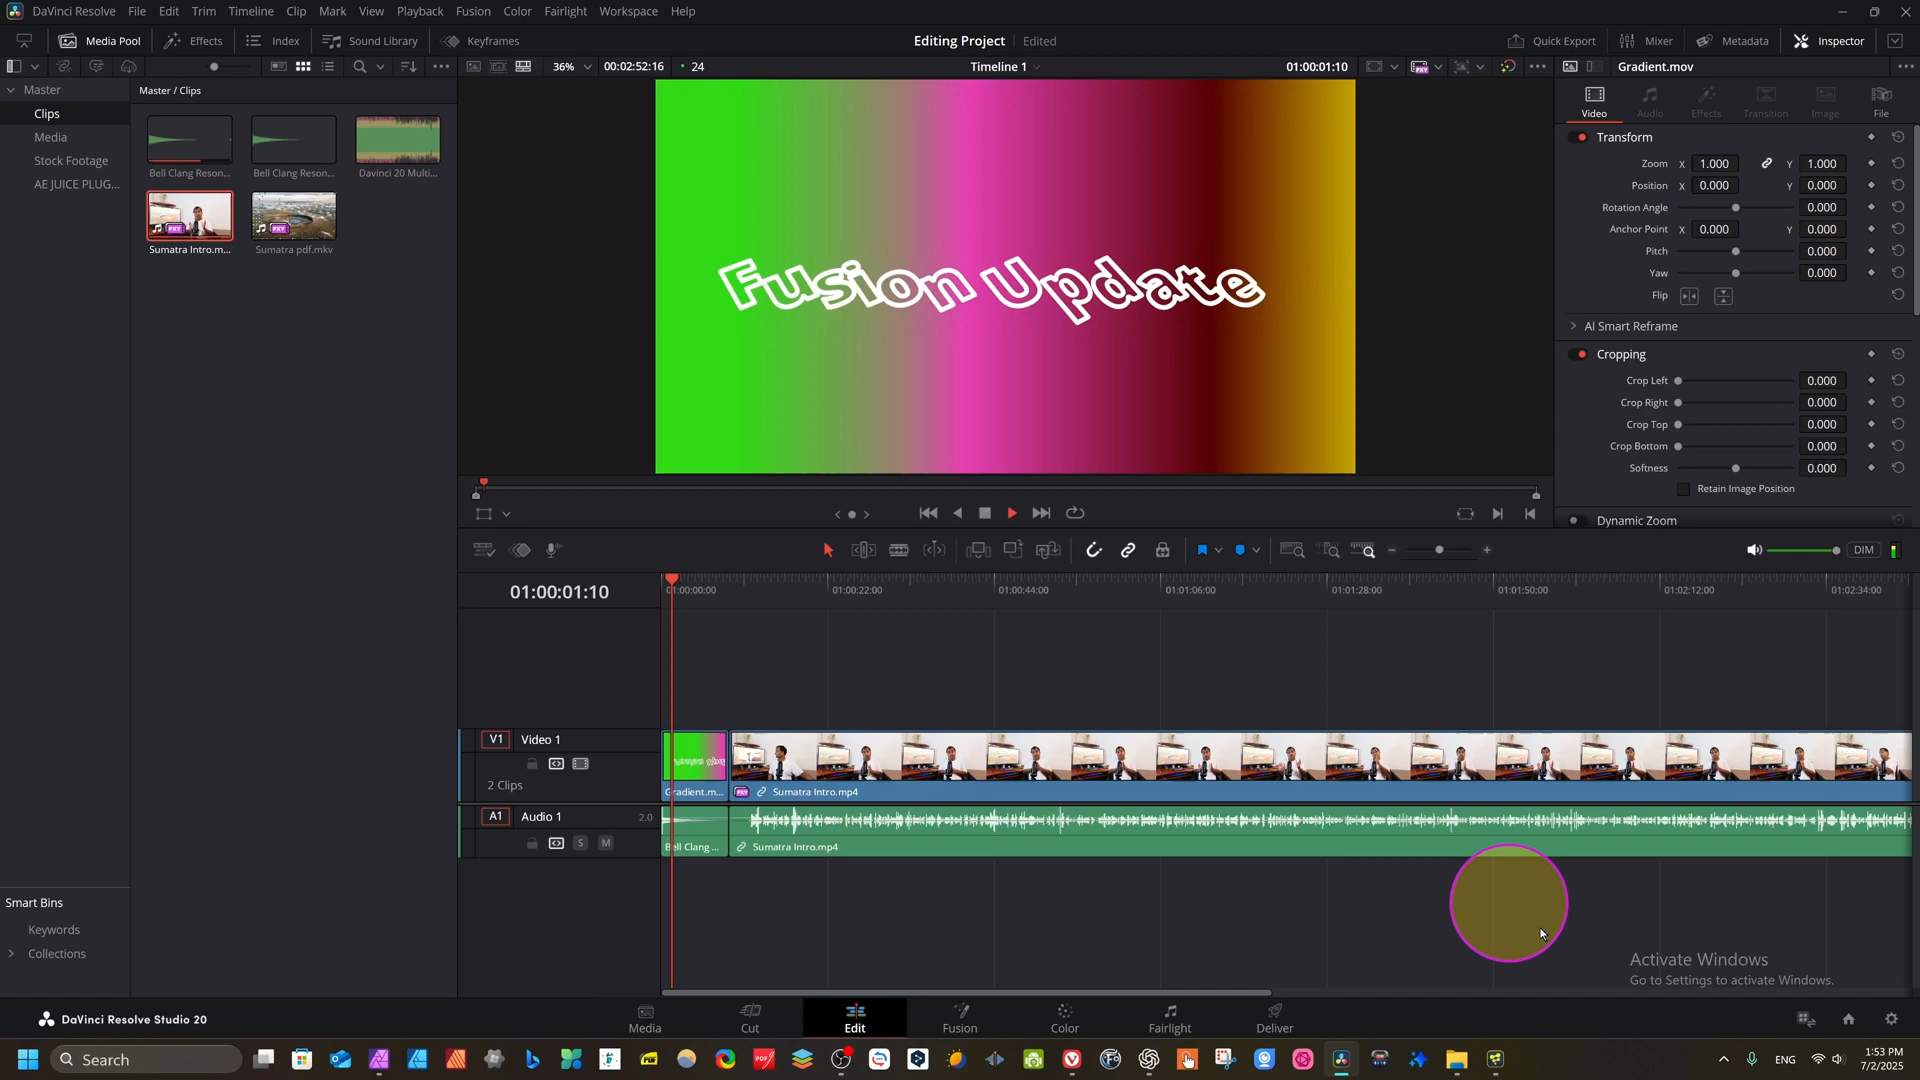 DaVinci Resolve File Edit Trim Timeline Clip Mark View Playback Fusion Color Fairlight Workspace Help
Media Pool Effects Index Sound Library Keyframes Editing Project Edited Quick Export Mixer Metadata Inspector
36% 00:02:52:16 24 Timeline 1 01:00:01:10 Gradient.mov
Master
Clips
Media
Stock Footage
AE JUICE PLUG...
Master / Clips
Bell Clang Reson... Bell Clang Reson... Davinci 20 Multi...
Sumatra Intro.m... Sumatra pdf.mkv
Fusion Update
Video Audio Effects Transition Image File
Transform
Zoom X 1.000 Y 1.000
Position X 0.000 Y 0.000
Rotation Angle 0.000
Anchor Point X 0.000 Y 0.000
Pitch 0.000
Yaw 0.000
Flip
AI Smart Reframe
Cropping
Crop Left 0.000
Crop Right 0.000
Crop Top 0.000
Crop Bottom 0.000
Softness 0.000
Retain Image Position
Dynamic Zoom
DIM
01:00:01:10
01:00:00:00 01:00:22:00 01:00:44:00 01:01:06:00 01:01:28:00 01:01:50:00 01:02:12:00 01:02:34:00
V1 Video 1
2 Clips
Gradient.m... Sumatra Intro.mp4
A1 Audio 1 2.0
S M
Bell Clang ... Sumatra Intro.mp4
Smart Bins
Keywords
Collections
Activate Windows
Go to Settings to activate Windows.
DaVinci Resolve Studio 20
Media Cut Edit Fusion Color Fairlight Deliver
Search
ENG
1:53 PM
7/2/2025